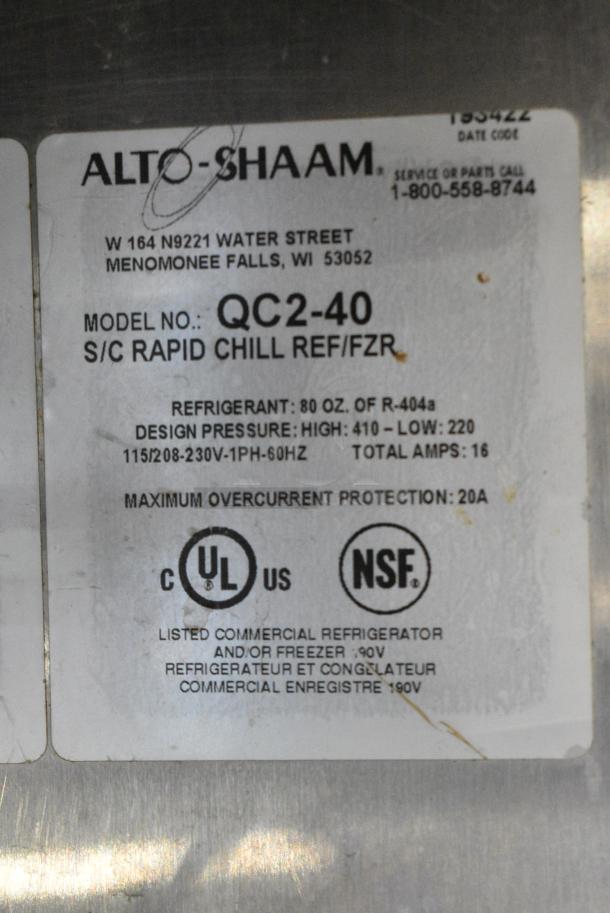 193422
DATE CODE
ALTO-SHAAM®
SERVICE OR PARTS CALL
1-800-558-8744
W 164 N9221 WATER STREET
MENOMONEE FALLS, WI 53052
MODEL NO.: QC2-40
S/C RAPID CHILL REF/FZR
REFRIGERANT: 80 OZ. OF R-404a
DESIGN PRESSURE: HIGH: 410 – LOW: 220
115/208-230V-1PH-60HZ TOTAL AMPS: 16
MAXIMUM OVERCURRENT PROTECTION: 20A
C UL® US NSF®
LISTED COMMERCIAL REFRIGERATOR
AND/OR FREEZER 190V
REFRIGERATEUR ET CONGELATEUR
COMMERCIAL ENREGISTRE 190V